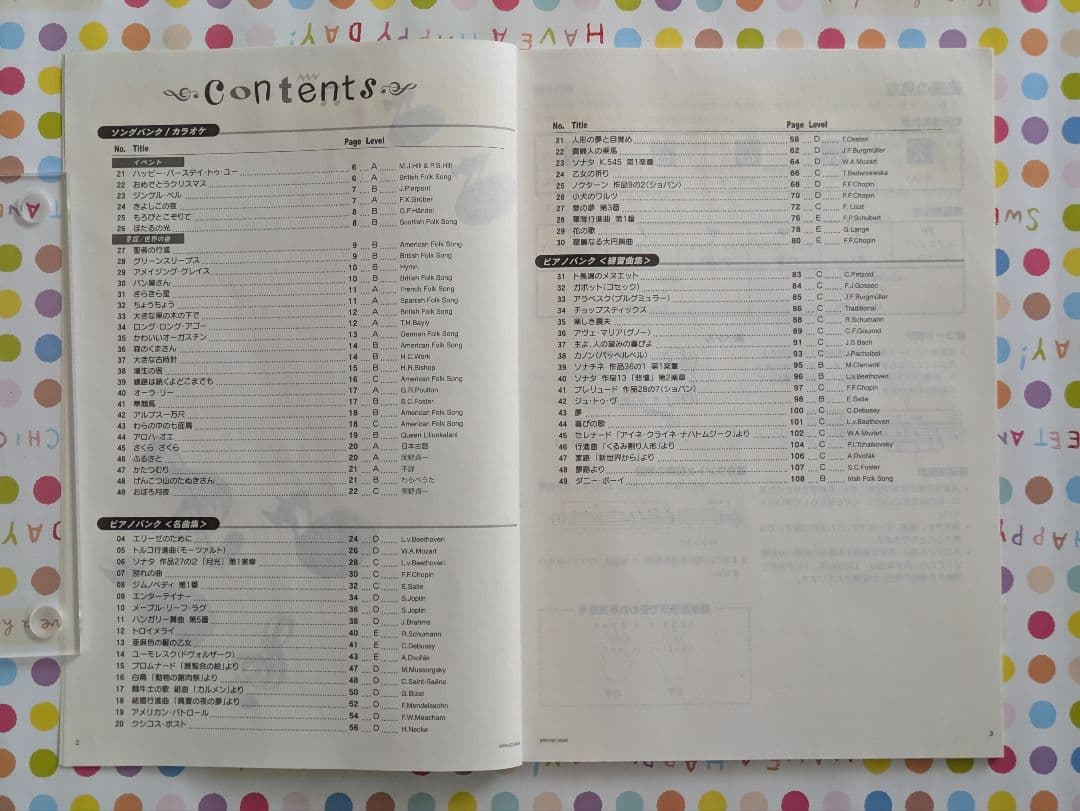 Contents
ソングバンク / カラオケ
No. Title Page Level
イベント
21 ハッピー・バースデイ・トゥ・ユー 6 A M.J.Hill & P.S.Hill
22 おめでとうクリスマス 6 A British Folk Song
23 ジングル・ベル 7 B J.Pierpont
24 きよしこの夜 7 A F.X.Grüber
25 もろびとこぞりて 8 B G.F.Händel
26 ほたるの光 8 B Scottish Folk Song
童謡/世界の曲
27 聖者の行進 9 B American Folk Song
28 グリーンスリーブス 9 B British Folk Song
29 アメイジング・グレイス 10 B Hymn
30 パン屋さん 10 B British Folk Song
31 きらきら星 11 A French Folk Song
32 ちょうちょう 11 A Spanish Folk Song
33 大きな栗の木の下で 12 A British Folk Song
34 ロング・ロング・アゴー 12 A T.H.Bayly
35 かわいいオーガスチン 13 A German Folk Song
36 森のくまさん 14 B American Folk Song
37 大きな古時計 14 B H.C.Work
38 埴生の宿 15 B H.R.Bishop
39 線路は続くよどこまでも 16 C American Folk Song
40 オーラ・リー 17 A G.R.Poulton
41 草競馬 17 B S.C.Foster
42 アルプス一万尺 18 B American Folk Song
43 わらの中の七面鳥 18 C American Folk Song
44 アロハ・オエ 19 B Queen Liliuokalani
45 さくら さくら 20 A 日本古謡
46 ふるさと 20 A 岡野貞一
47 かたつむり 21 A 不詳
48 げんこつ山のたぬきさん 21 B わらべうた
49 おぼろ月夜 22 C 岡野貞一
ピアノバンク <名曲集>
04 エリーゼのために 24 D L.v.Beethoven
05 トルコ行進曲(モーツァルト) 26 D W.A.Mozart
06 ソナタ 作品27の2「月光」第1楽章 28 C L.v.Beethoven
07 別れの曲 30 C F.F.Chopin
08 ジムノペディ 第1番 32 C E.Satie
09 エンターテイナー 34 D S.Joplin
10 メープル・リーフ・ラグ 36 D S.Joplin
11 ハンガリー舞曲 第5番 38 D J.Brahms
12 トロイメライ 40 E R.Schumann
13 亜麻色の髪の乙女 41 E C.Debussy
14 ユーモレスク(ドヴォルザーク) 43 E A.Dvořák
15 プロムナード「展覧会の絵」より 47 D M.Mussorgsky
16 白鳥「動物の謝肉祭」より 48 D C.Saint-Saëns
17 闘牛士の歌 組曲「カルメン」より 50 D G.Bizet
18 結婚行進曲「真夏の夜の夢」より 52 D F.Mendelssohn
19 アメリカン・パトロール 54 D F.W.Meacham
20 クシコス・ポスト 56 D H.Necke
2
No. Title Page Level
21 人形の夢と目覚め 58 D T.Oesten
22 貴婦人の乗馬 62 D J.F.Burgmüller
23 ソナタ K.545 第1楽章 64 D W.A.Mozart
24 乙女の祈り 66 C T.Badarzewska
25 ノクターン 作品9の2(ショパン) 68 D F.F.Chopin
26 小犬のワルツ 70 D F.F.Chopin
27 愛の夢 第3番 72 C F.Liszt
28 軍隊行進曲 第1番 76 E F.P.Schubert
29 花の歌 78 E G.Lange
30 華麗なる大円舞曲 80 E F.F.Chopin
ピアノバンク <練習曲集>
31 ト長調のメヌエット 83 C C.Petzold
32 ガボット(ゴセック) 84 C F.J.Gossec
33 アラベスク(ブルグミュラー) 85 C J.F.Burgmüller
34 チョップスティックス 86 C Traditional
35 楽しき農夫 88 C R.Schumann
36 アヴェ・マリア(グノー) 89 C C.F.Gounod
37 主よ、人の望みの喜びよ 91 C J.S.Bach
38 カノン(パッヘルベル) 93 C J.Pachelbel
39 ソナチネ 作品36の1 第1楽章 95 B M.Clementi
40 ソナタ 作品13「悲愴」第2楽章 96 B L.v.Beethoven
41 プレリュード 作品28の7(ショパン) 97 C F.F.Chopin
42 ジュ・トゥ・ヴ 98 B E.Satie
43 夢 100 C C.Debussy
44 喜びの歌 101 C L.v.Beethoven
45 セレナード「アイネ・クライネ・ナハトムジーク」より 102 C W.A.Mozart
46 行進曲「くるみ割り人形」より 104 C P.I.Tchaikovsky
47 家路「新世界から」より 106 C A.Dvořák
48 夢路より 107 C S.C.Foster
49 ダニー・ボーイ 108 B Irish Folk Song
3
HAVE A HAPPY DAY!